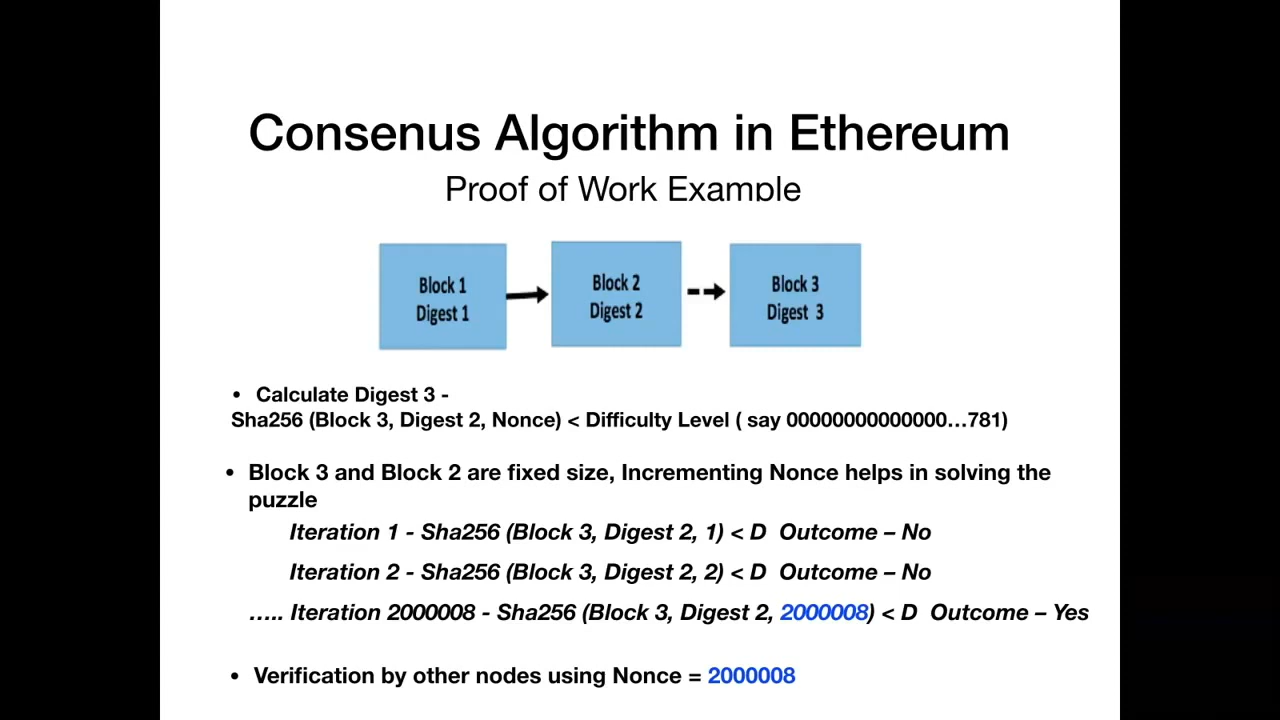 Consenus Algorithm in Ethereum
Proof of Work Example
Block 1
Digest 1
Block 2
Digest 2
Block 3
Digest 3
• Calculate Digest 3 -
Sha256 (Block 3, Digest 2, Nonce) < Difficulty Level ( say 00000000000000…781)
• Block 3 and Block 2 are fixed size, Incrementing Nonce helps in solving the
puzzle
Iteration 1 - Sha256 (Block 3, Digest 2, 1) < D Outcome – No
Iteration 2 - Sha256 (Block 3, Digest 2, 2) < D Outcome – No
….. Iteration 2000008 - Sha256 (Block 3, Digest 2, 2000008) < D Outcome – Yes
• Verification by other nodes using Nonce = 2000008